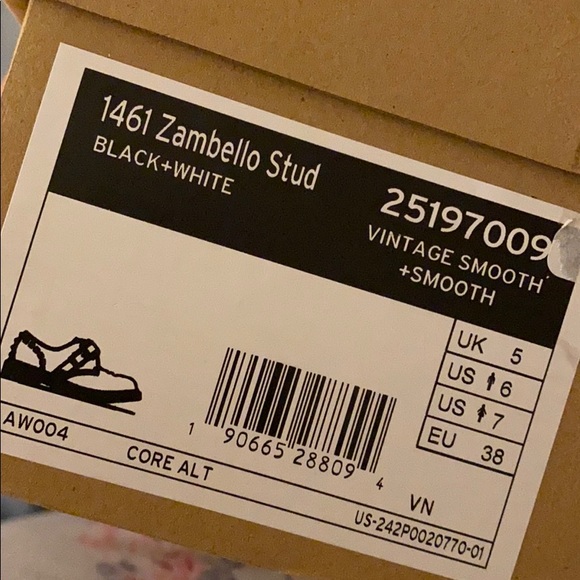 1461 Zambello Stud
BLACK+WHITE
25197009
VINTAGE SMOOTH
+SMOOTH
UK 5
US 6
US 7
EU 38
AW004
1 90665 28809 4
CORE ALT
VN
US-242P0020770-01